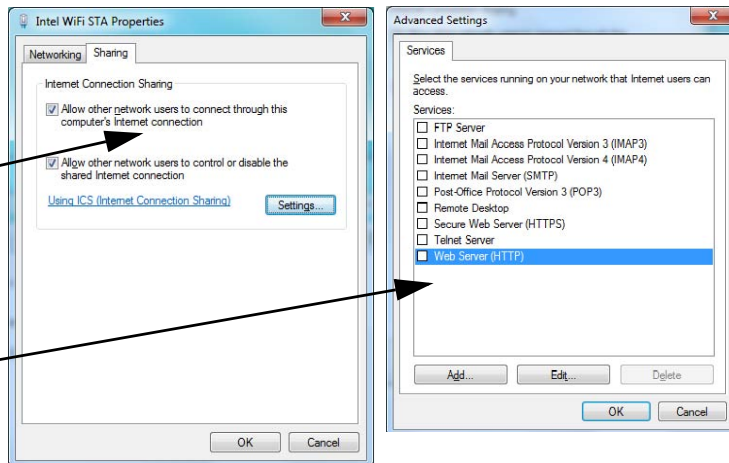 Intel WiFi STA Properties
Networking
Sharing
Internet Connection Sharing
Allow other network users to connect through this
computer's Internet connection
Allow other network users to control or disable the
shared Internet connection
Using ICS (Internet Connection Sharing)
Settings...
OK
Cancel
Advanced Settings
Services
Select the services running on your network that Internet users can
access.
Services:
FTP Server
Internet Mail Access Protocol Version 3 (IMAP3)
Internet Mail Access Protocol Version 4 (IMAP4)
Internet Mail Server (SMTP)
Post-Office Protocol Version 3 (POP3)
Remote Desktop
Secure Web Server (HTTPS)
Telnet Server
Web Server (HTTP)
Add...
Edit...
Delete
OK
Cancel